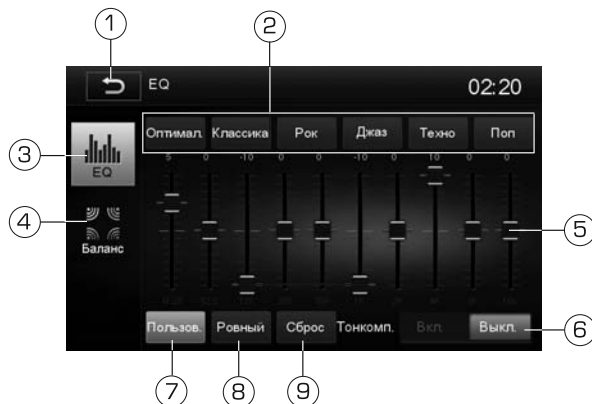 1 2
EQ 02:20
Оптимал. Классика Рок Джаз Техно Поп
5 0 -10 0 0 -10 0 10 0 0
3 EQ
4 Баланс
5
Пользов. Ровный Сброс Тонкомп. Вкл. Выкл. 6
7 8 9